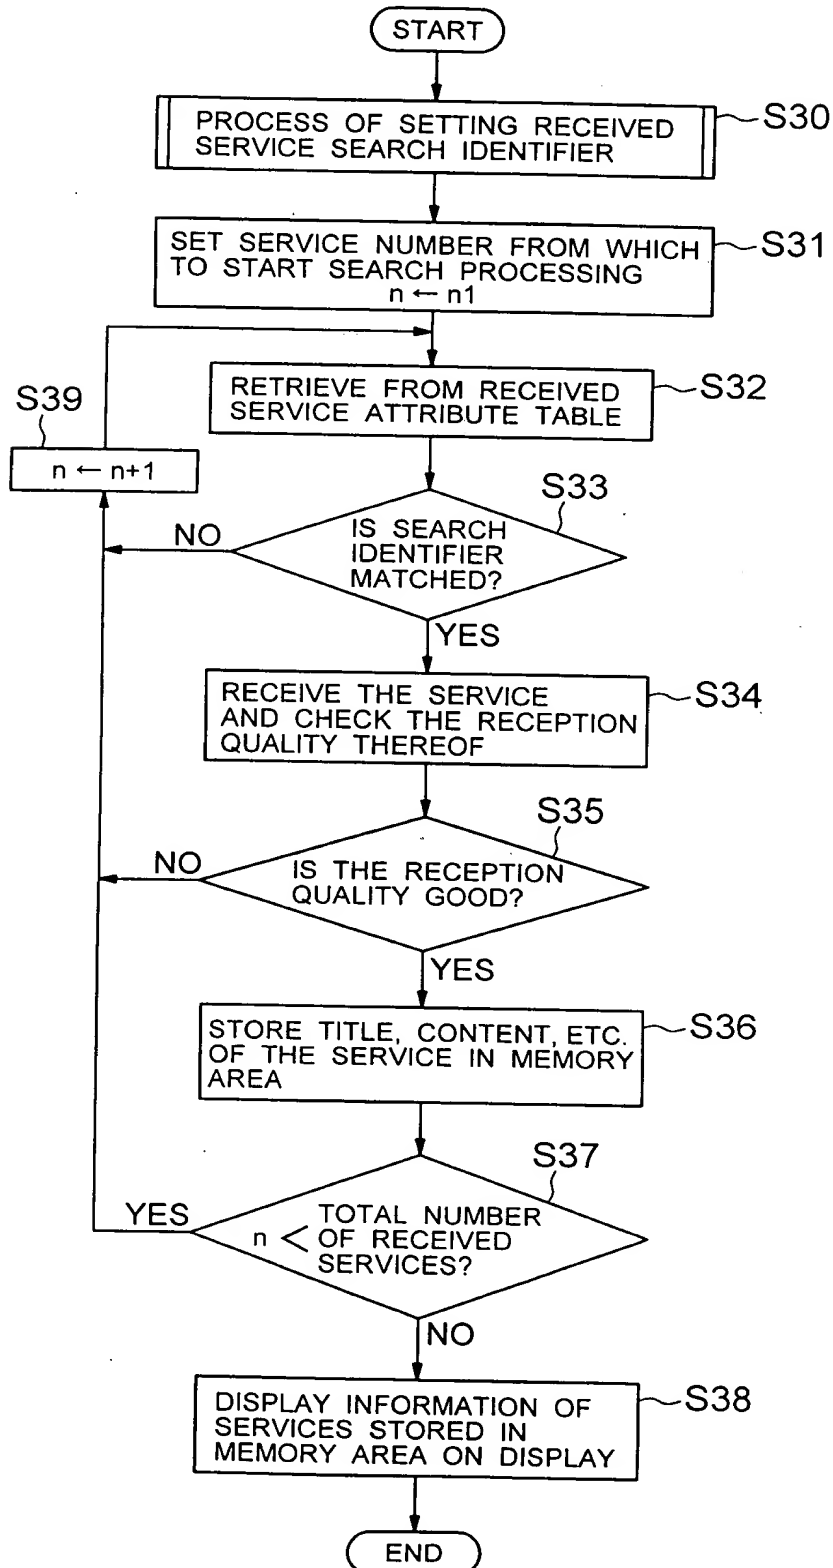 START
PROCESS OF SETTING RECEIVED
SERVICE SEARCH IDENTIFIER
S30
SET SERVICE NUMBER FROM WHICH
TO START SEARCH PROCESSING
n ← n1
S31
RETRIEVE FROM RECEIVED
SERVICE ATTRIBUTE TABLE
S32
S39
n ← n+1
S33
IS SEARCH
IDENTIFIER
MATCHED?
NO
YES
RECEIVE THE SERVICE
AND CHECK THE RECEPTION
QUALITY THEREOF
S34
S35
IS THE RECEPTION
QUALITY GOOD?
NO
YES
STORE TITLE, CONTENT, ETC.
OF THE SERVICE IN MEMORY
AREA
S36
S37
n < TOTAL NUMBER
OF RECEIVED
SERVICES?
YES
NO
DISPLAY INFORMATION OF
SERVICES STORED IN
MEMORY AREA ON DISPLAY
S38
END